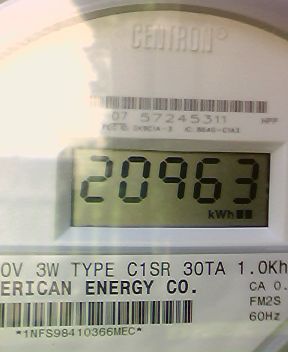 CENTRON®
07 57245311 HPP
20963
kWh
0V 3W TYPE C1SR 30TA 1.0Kh
ERICAN ENERGY CO. CA 0.
FM2S
60Hz
*1NFS98410366MEC*